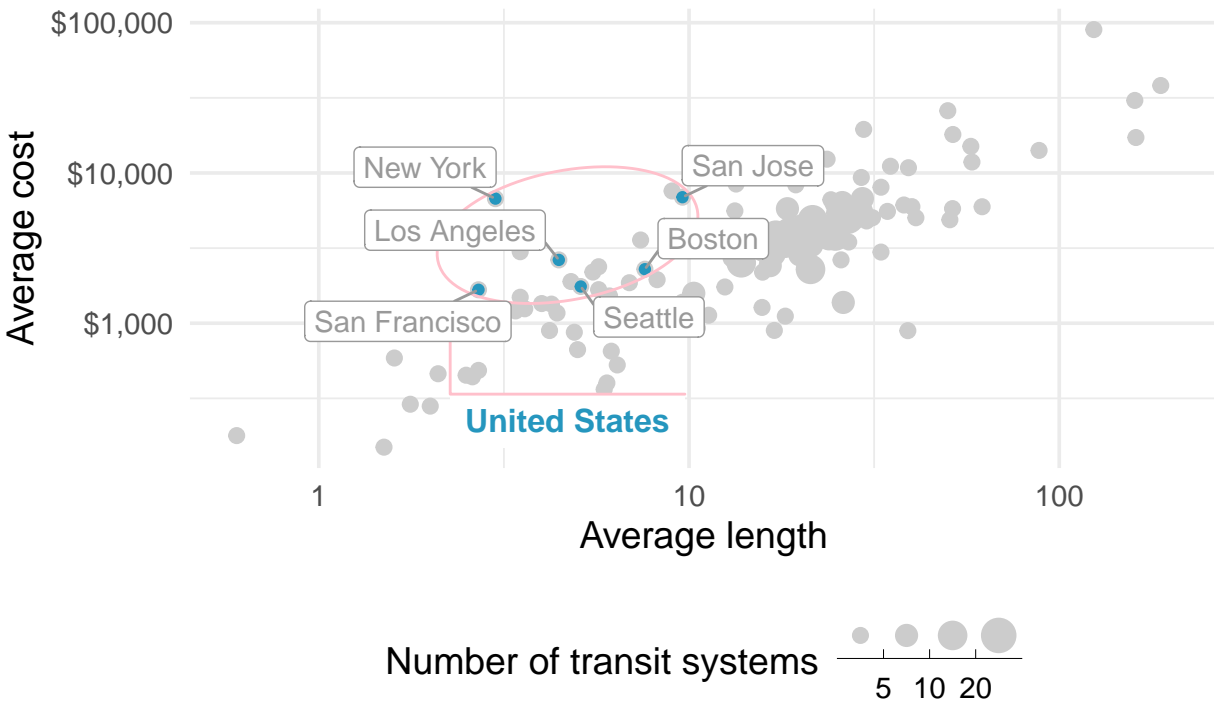 $100,000
$10,000
$1,000
Average cost
New York
San Jose
Los Angeles
Boston
San Francisco
Seattle
United States
1
10
100
Average length
Number of transit systems
5
10
20